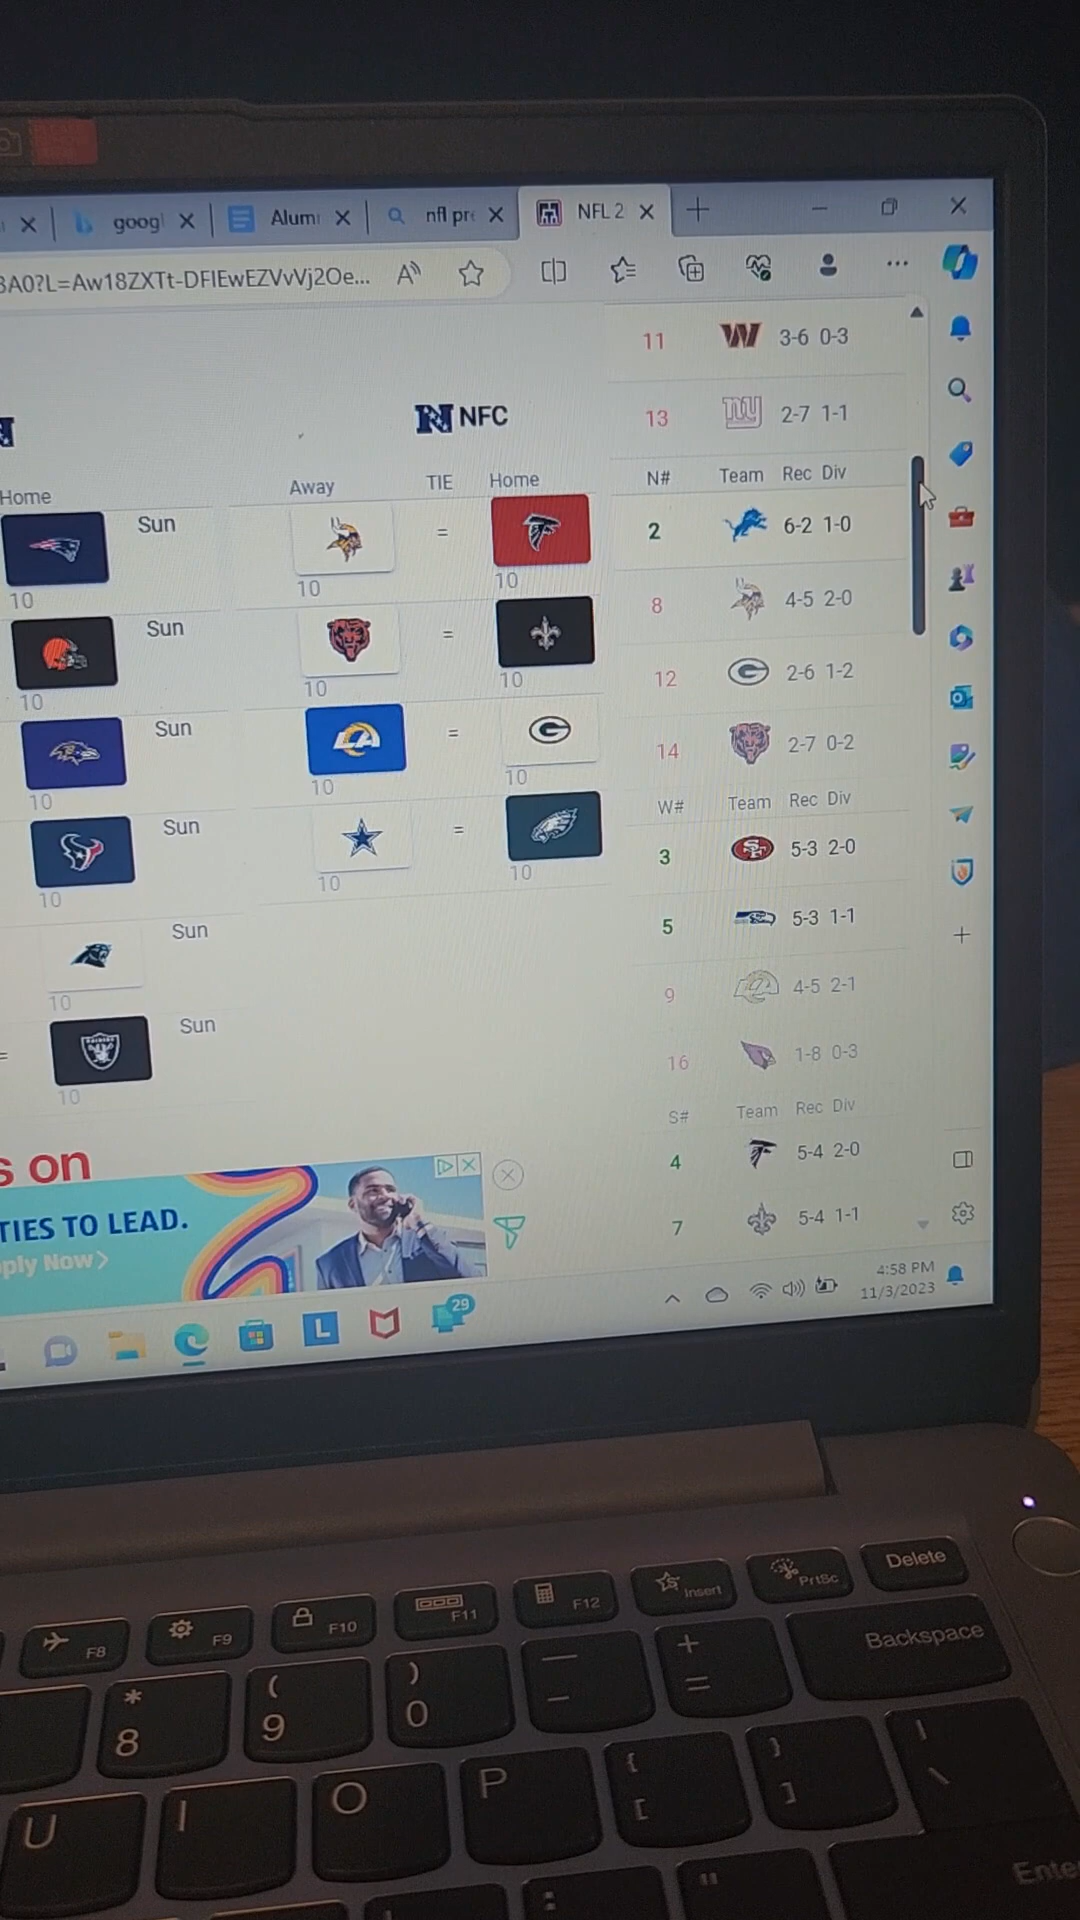 googl
Alum
nfl pr
NFL 2
3A0?L=Aw18ZXTt-DFlEwEZVvVj2Oe...
11 W 3-6 0-3
NFC
13 ny 2-7 1-1
Home Away TIE Home
N# Team Rec Div
Sun =
2 6-2 1-0
10 10 10
8 4-5 2-0
Sun =
10 10 10
12 G 2-6 1-2
Sun LA = G
14 2-7 0-2
10 10 10
W# Team Rec Div
Sun =
3 SF 5-3 2-0
10 10 10
5 5-3 1-1
Sun
9 4-5 2-1
10
= RAIDERS Sun
16 1-8 0-3
10
S# Team Rec Div
4 5-4 2-0
s on
TIES TO LEAD.
7 5-4 1-1
ply Now >
4:58 PM
11/3/2023
L 29
F8 F9 F10 F11 F12 Insert PrtSc Delete
* 8 ( 9 ) 0 — - + = Backspace
U I O P { [ } ] | \
: " Ente